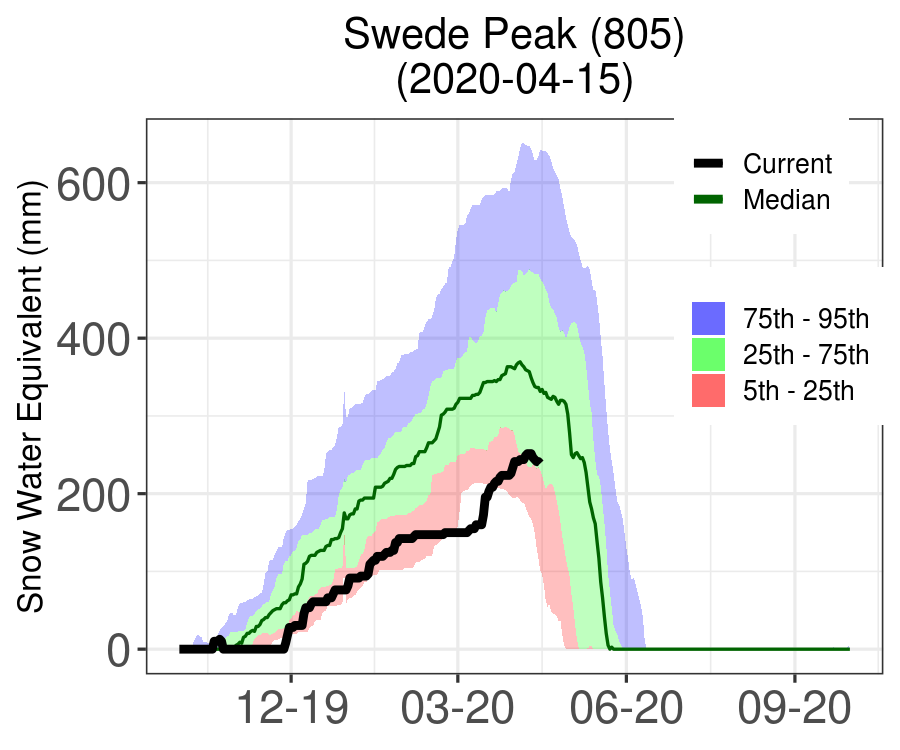 Swede Peak (805)
(2020-04-15)
Snow Water Equivalent (mm)
600
400
200
0
12-19
03-20
06-20
09-20
Current
Median
75th - 95th
25th - 75th
5th - 25th